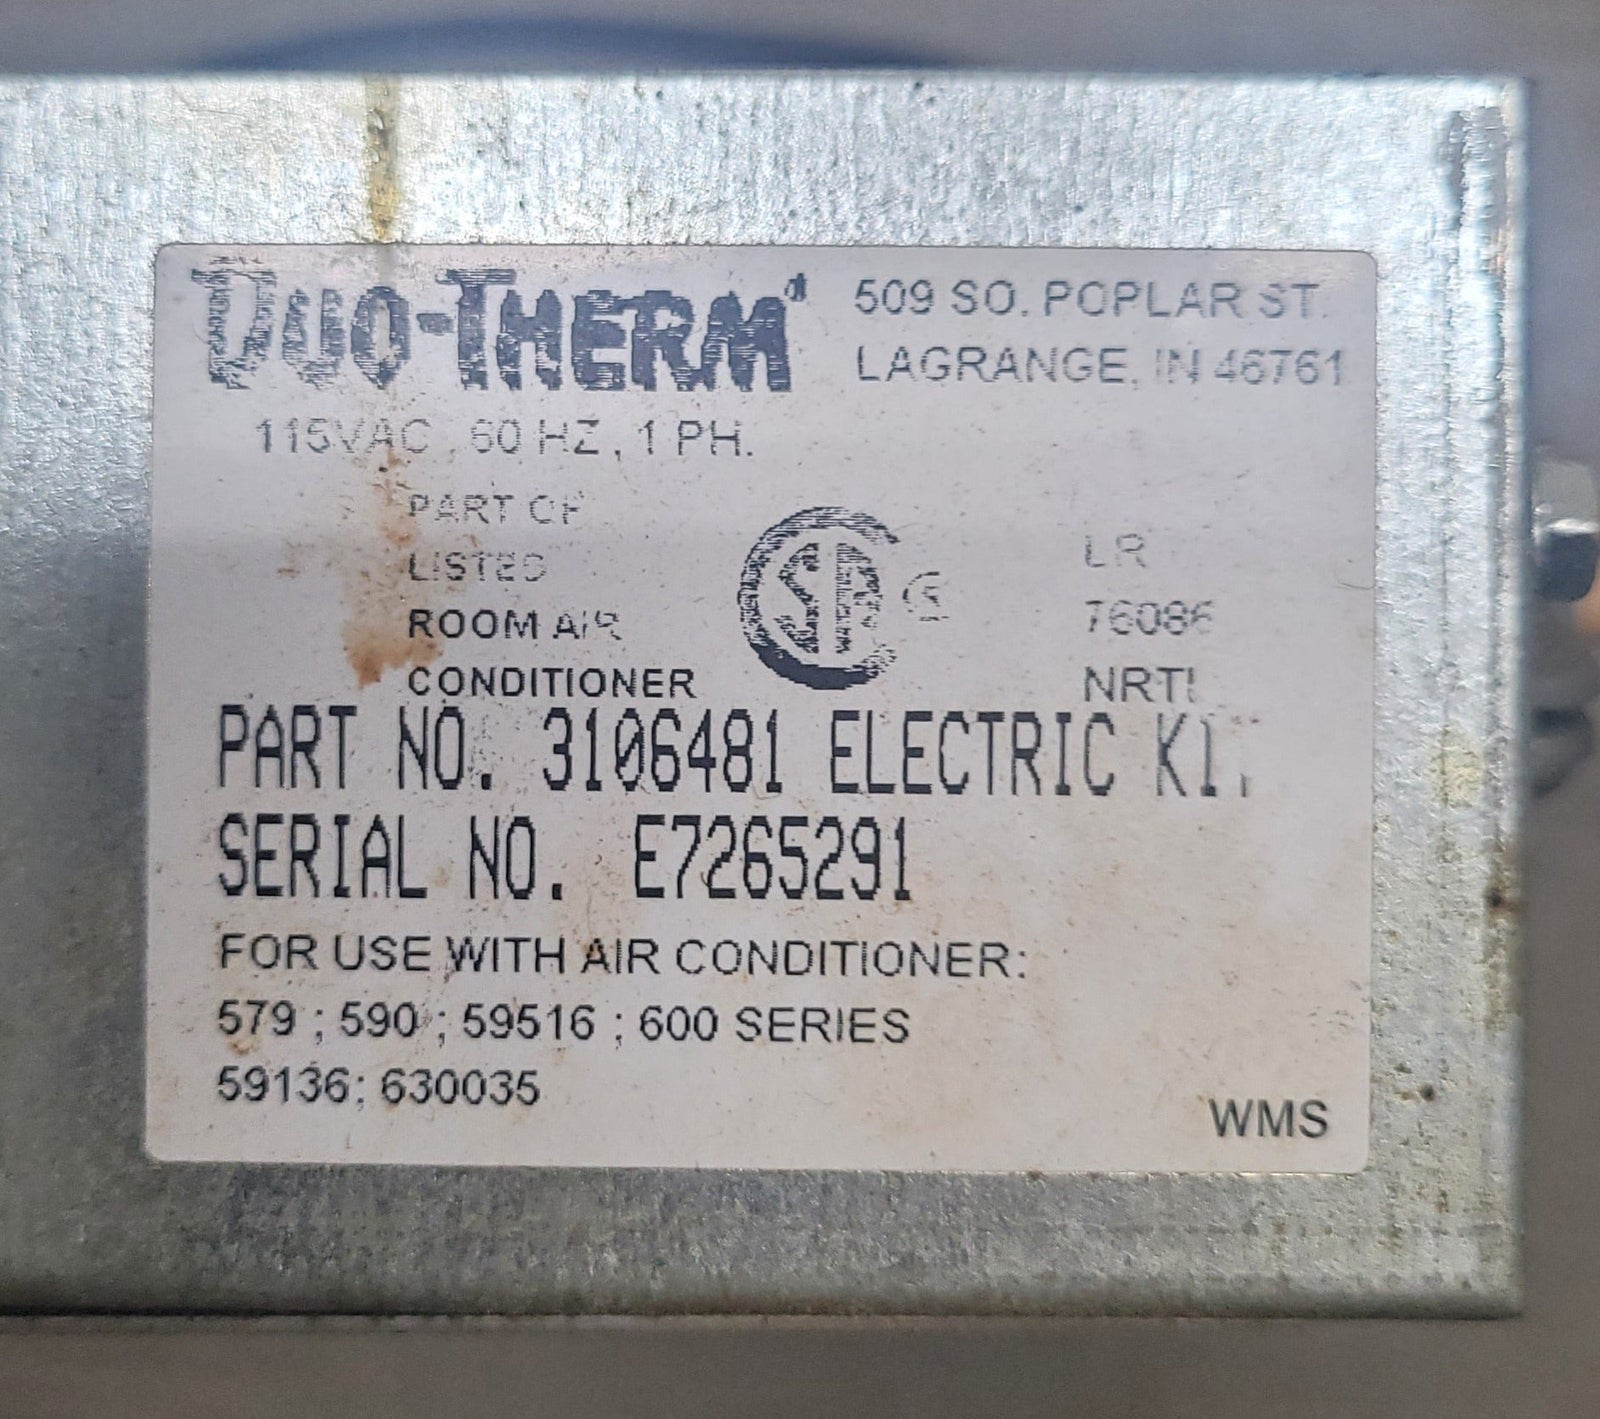 DUO-THERM
509 SO. POPLAR ST.
LAGRANGE, IN 46761
115VAC, 60 HZ, 1 PH.
PART OF
LISTED
ROOM AIR
CONDITIONER
LR
76086
NRTL
PART NO. 3106481 ELECTRIC KIT
SERIAL NO. E7265291
FOR USE WITH AIR CONDITIONER:
579 ; 590 ; 59516 ; 600 SERIES
59136: 630035
WMS